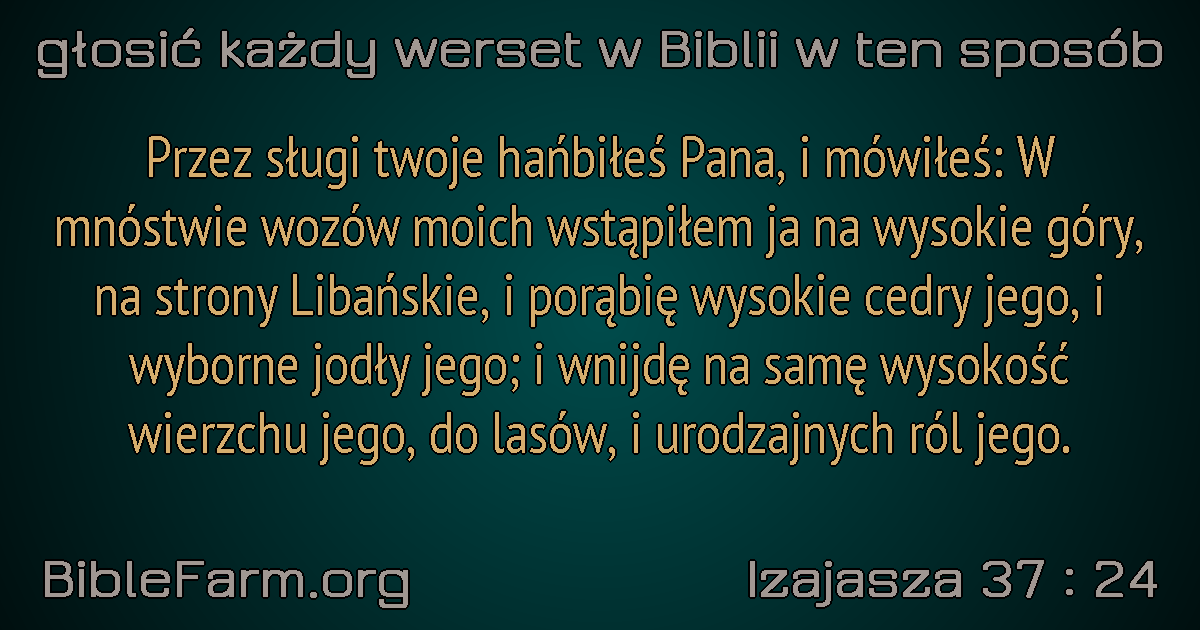 głosić każdy werset w Biblii w ten sposób
Przez sługi twoje hańbiłeś Pana, i mówiłeś: W
mnóstwie wozów moich wstąpiłem ja na wysokie góry,
na strony Libańskie, i porąbię wysokie cedry jego, i
wyborne jodły jego; i wnijdę na samę wysokość
wierzchu jego, do lasów, i urodzajnych ról jego.
BibleFarm.org
Izajasza 37 : 24